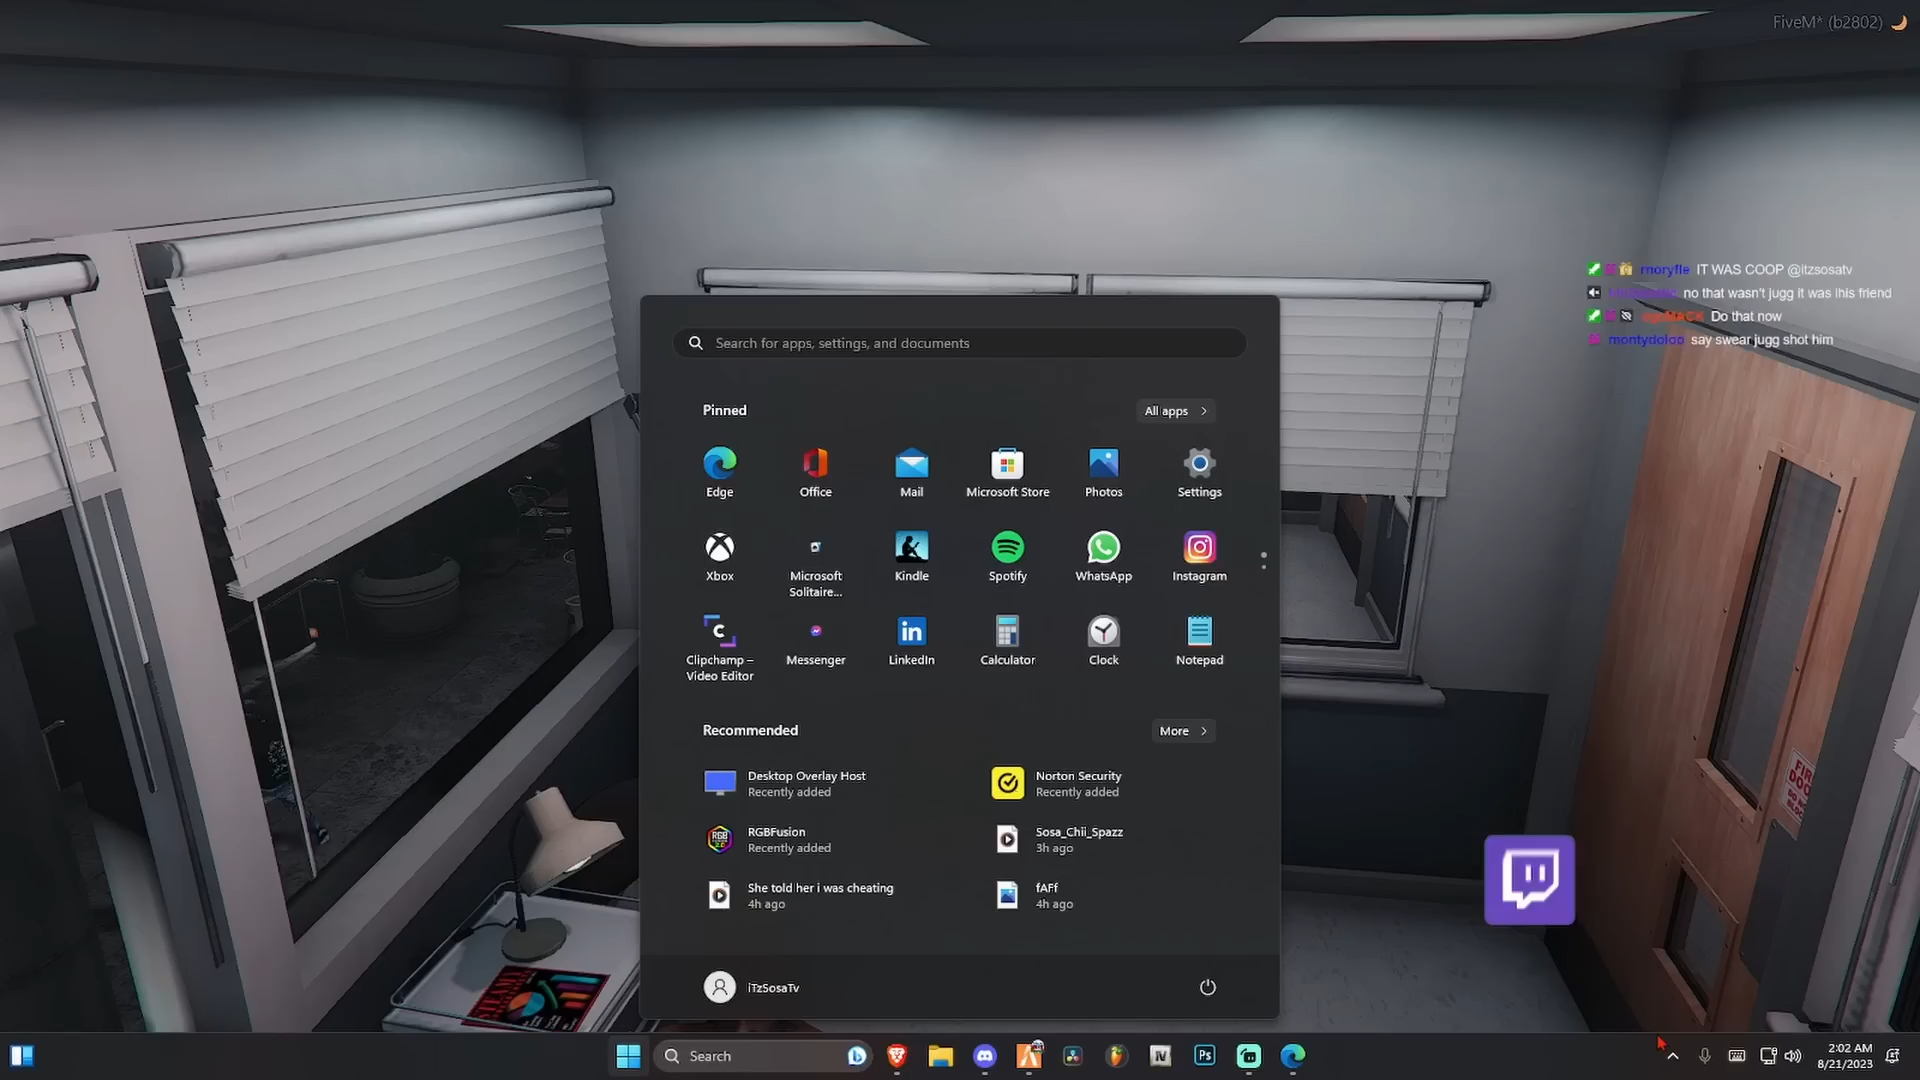 FiveM* (b2802)
moryfle IT WAS COOP @itzsosatv
no that wasn't jugg it was ihis friend
Do that now
montydoloo say swear jugg shot him
Search for apps, settings, and documents
Pinned
All apps
Edge
Office
Mail
Microsoft Store
Photos
Settings
Xbox
Microsoft
Solitaire...
Kindle
Spotify
WhatsApp
Instagram
Clipchamp –
Video Editor
Messenger
LinkedIn
Calculator
Clock
Notepad
Recommended
More
Desktop Overlay Host
Recently added
Norton Security
Recently added
RGBFusion
Recently added
Sosa_Chii_Spazz
3h ago
She told her i was cheating
4h ago
fAFf
4h ago
iTzSosaTv
Search
Ps
2:02 AM
8/21/2023